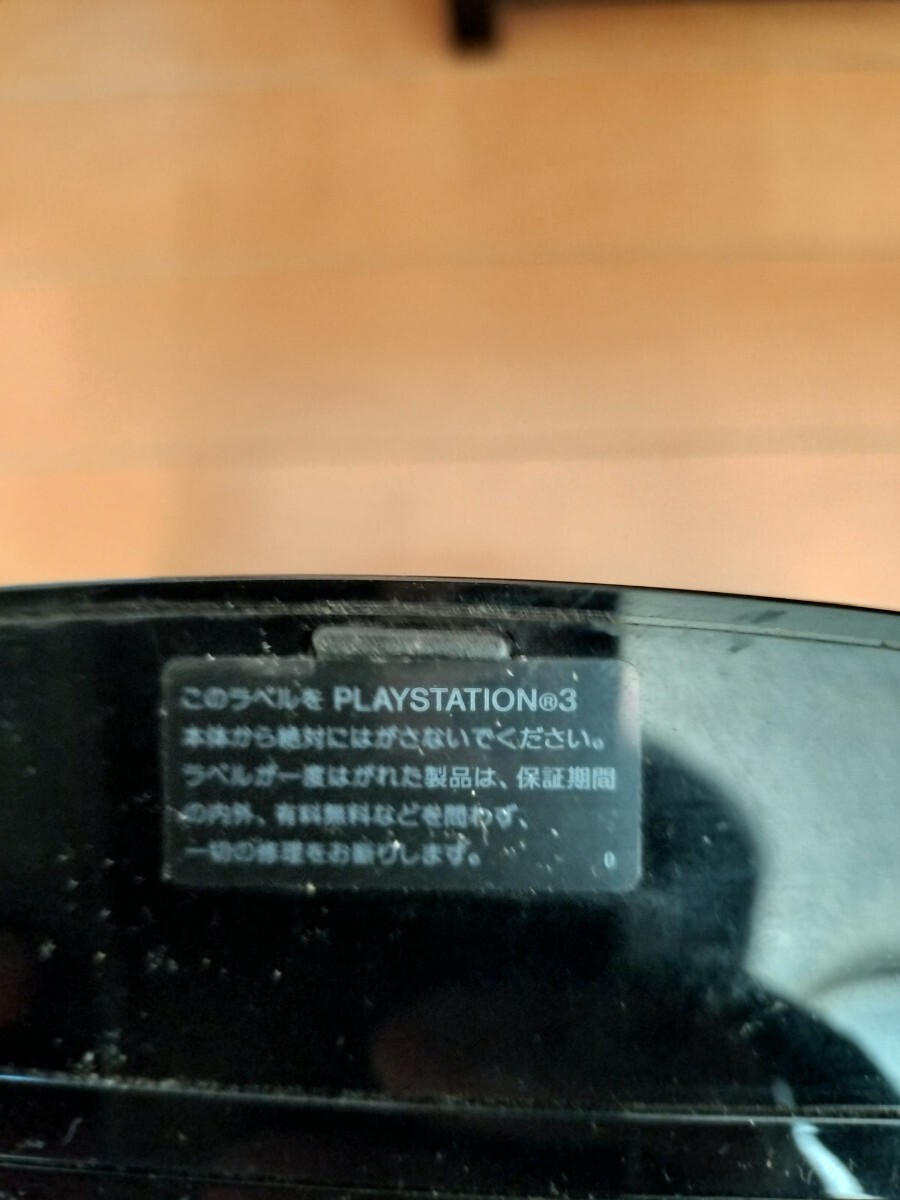 このラベルを PLAYSTATION®3
本体から絶対にはがさないでください。
ラベルが一度はがれた製品は、保証期間
の内外、有料無料などを問わず、
一切の修理をお断りします。
0